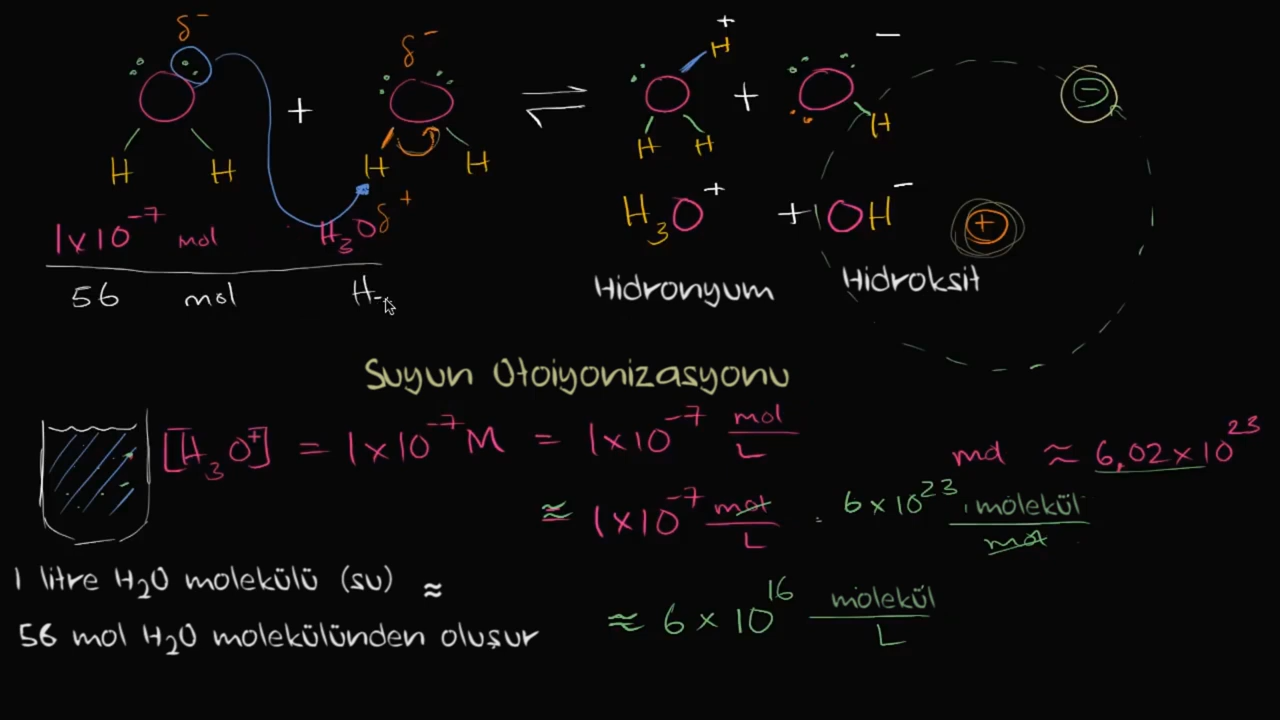 δ⁻ δ⁻
+ ⇌ H⁺ + ⁻
H H H H H H H
δ⁺
H₃O⁺ + OH⁻
1x10⁻⁷ mol H₃O
56 mol H
Hidronyum Hidroksit
− +
Suyun Otoiyonizasyonu
[H₃O⁺] = 1x10⁻⁷ M = 1x10⁻⁷ mol/L
mol ≈ 6,02x10²³
≈ 1x10⁻⁷ mol/L . 6x10²³ molekül/mol
1 litre H₂O molekülü (su) ≈
56 mol H₂O molekülünden oluşur
≈ 6x10¹⁶ molekül/L